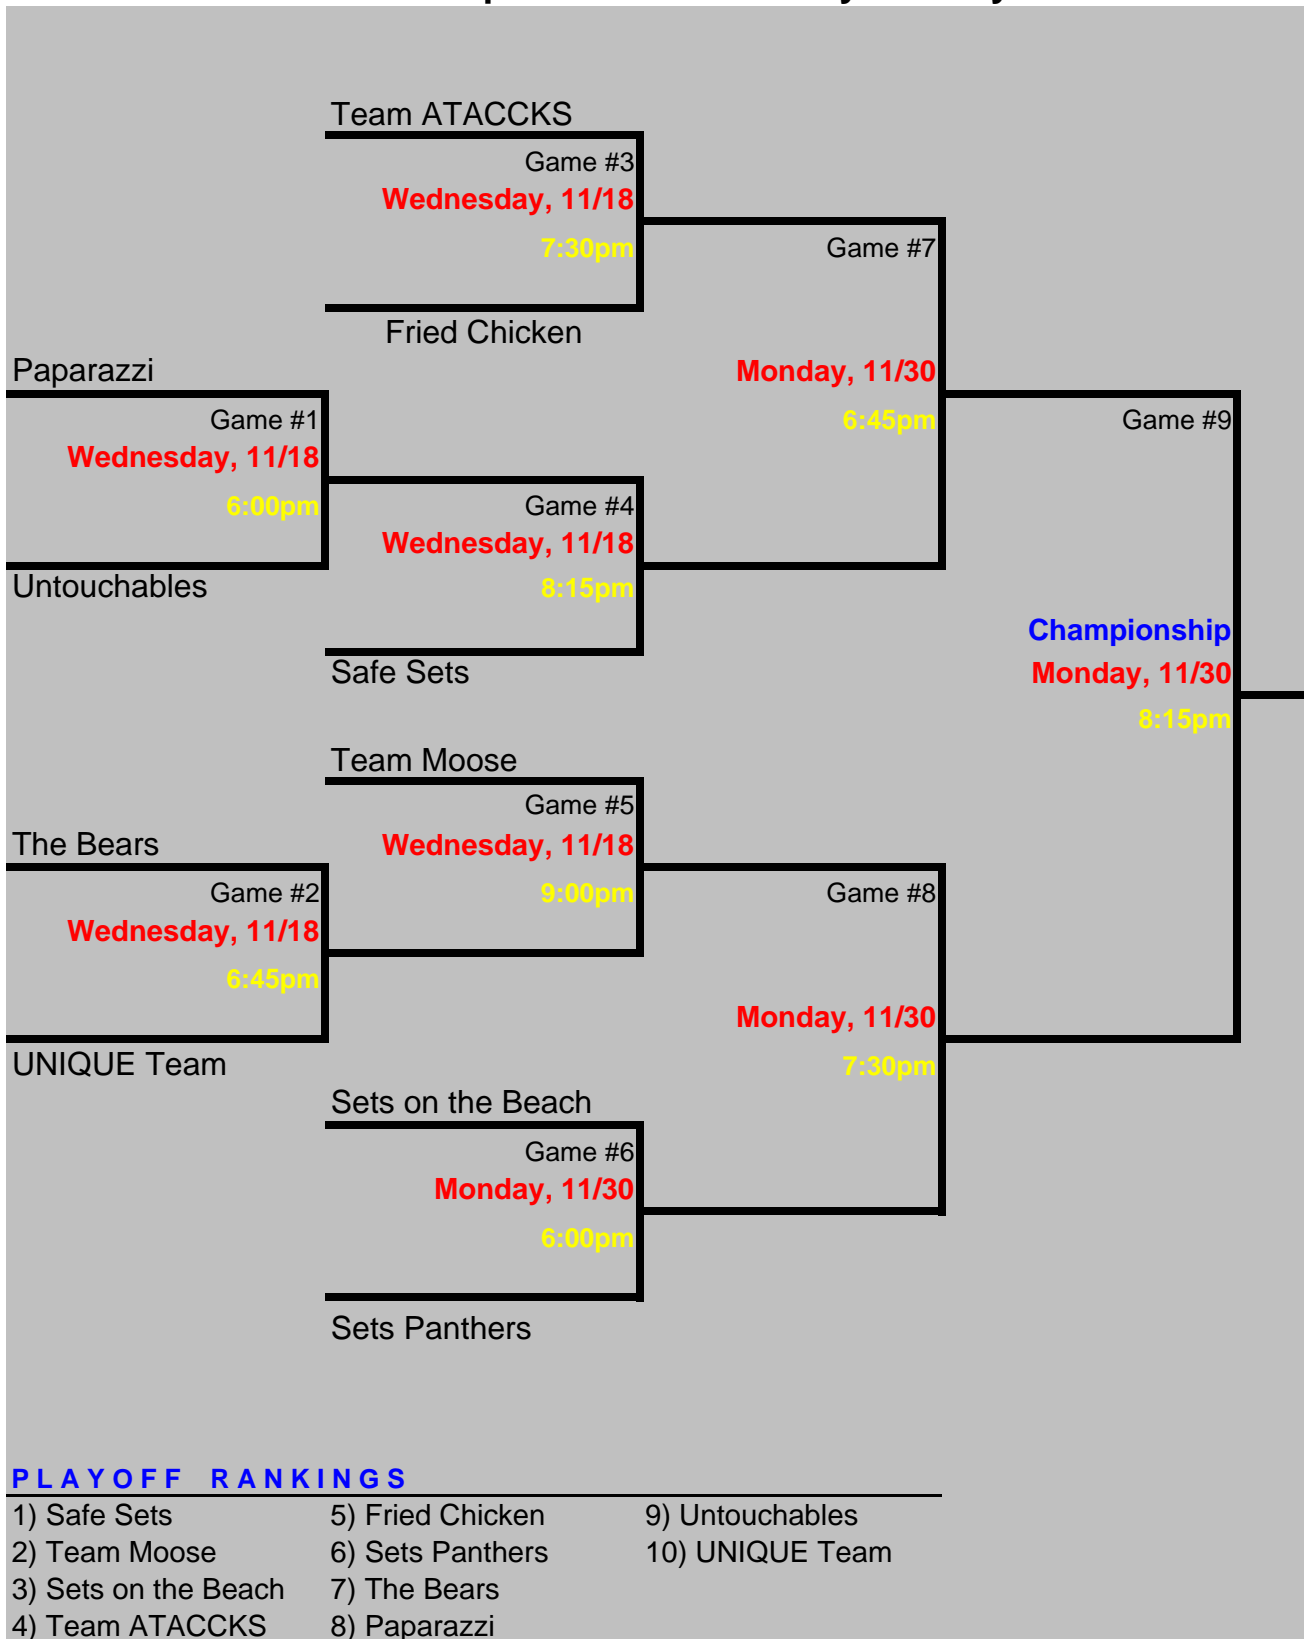 Team ATACCKS
Game #3
Wednesday, 11/18
7:30pm
Game #7
Fried Chicken
Paparazzi
Monday, 11/30
Game #1
6:45pm
Game #9
Wednesday, 11/18
6:00pm
Game #4
Wednesday, 11/18
Untouchables
8:15pm
Championship
Safe Sets
Monday, 11/30
8:15pm
Team Moose
Game #5
The Bears
Wednesday, 11/18
Game #2
9:00pm
Game #8
Wednesday, 11/18
6:45pm
Monday, 11/30
UNIQUE Team
7:30pm
Sets on the Beach
Game #6
Monday, 11/30
6:00pm
Sets Panthers
PLAYOFF RANKINGS
1) Safe Sets 5) Fried Chicken 9) Untouchables
2) Team Moose 6) Sets Panthers 10) UNIQUE Team
3) Sets on the Beach 7) The Bears
4) Team ATACCKS 8) Paparazzi